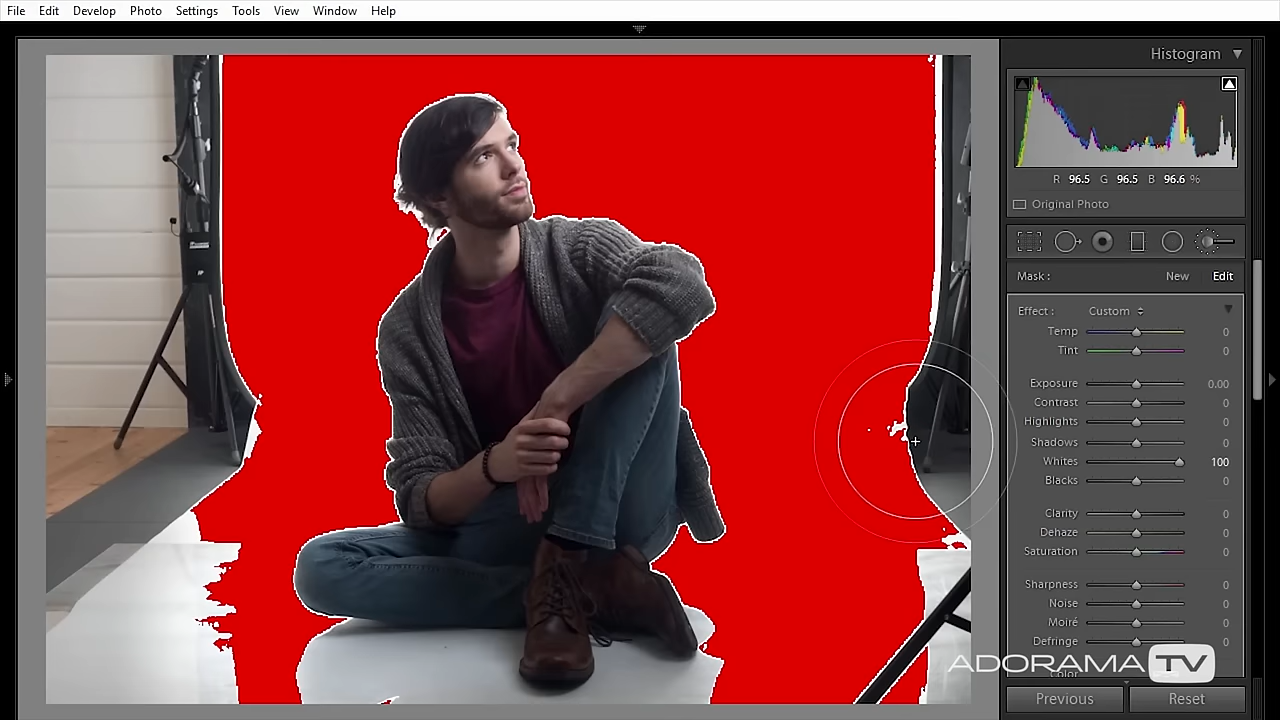 File Edit Develop Photo Settings Tools View Window Help
Histogram
R 96.5 G 96.5 B 96.6 %
Original Photo
Mask : New Edit
Effect : Custom
Temp 0
Tint 0
Exposure 0.00
Contrast 0
Highlights 0
Shadows 0
Whites 100
Blacks 0
Clarity 0
Dehaze 0
Saturation 0
Sharpness 0
Noise 0
Moiré 0
Defringe 0
ADORAMA TV
Color
Previous Reset